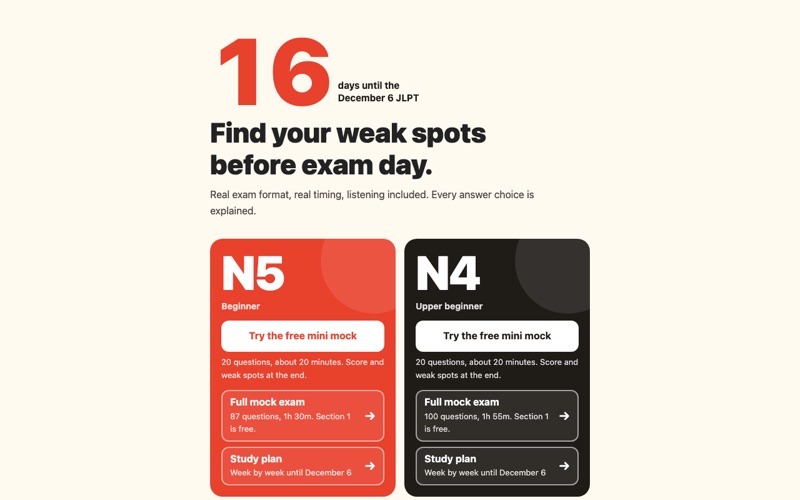 16
days until the
December 6 JLPT
Find your weak spots
before exam day.
Real exam format, real timing, listening included. Every answer choice is
explained.
N5
Beginner
Try the free mini mock
20 questions, about 20 minutes. Score and
weak spots at the end.
Full mock exam
87 questions, 1h 30m. Section 1
is free.
Study plan
Week by week until December 6
N4
Upper beginner
Try the free mini mock
20 questions, about 20 minutes. Score and
weak spots at the end.
Full mock exam
100 questions, 1h 55m. Section 1
is free.
Study plan
Week by week until December 6